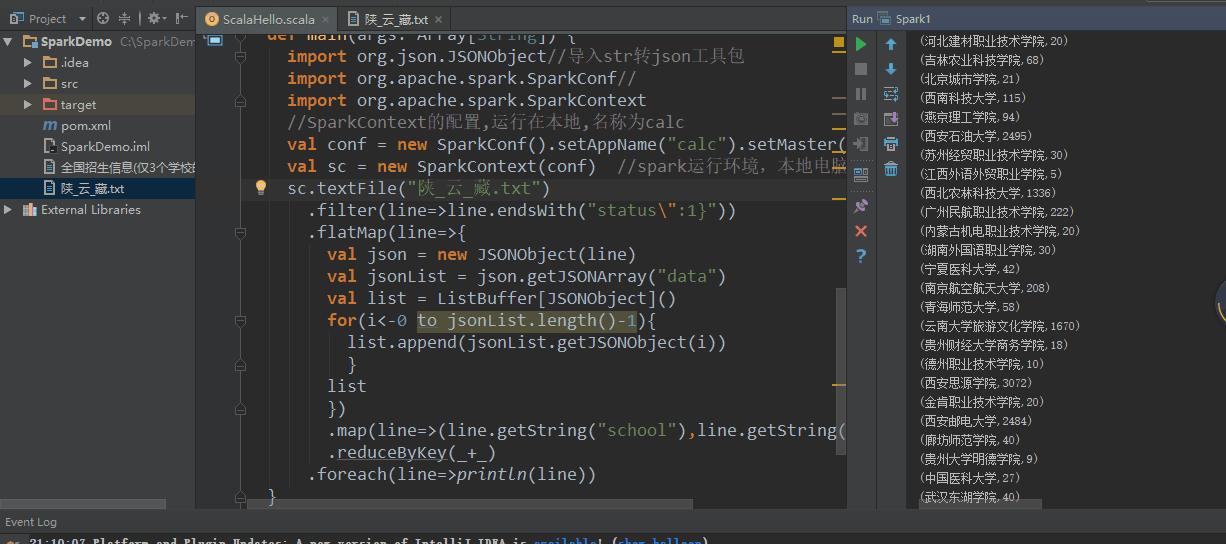 Project
ScalaHello.scala
陕_云_藏.txt
Run
Spark1
SparkDemo C:\SparkDem
.idea
src
target
pom.xml
SparkDemo.iml
全国招生信息(仅3个学校的
陕_云_藏.txt
External Libraries
def main(args: Array[String]) {
import org.json.JSONObject//导入str转json工具包
import org.apache.spark.SparkConf//
import org.apache.spark.SparkContext
//SparkContext的配置,运行在本地,名称为calc
val conf = new SparkConf().setAppName("calc").setMaster(
val sc = new SparkContext(conf) //spark运行环境，本地电脑
sc.textFile("陕_云_藏.txt")
.filter(line=>line.endsWith("status\":1}"))
.flatMap(line=>{
val json = new JSONObject(line)
val jsonList = json.getJSONArray("data")
val list = ListBuffer[JSONObject]()
for(i<-0 to jsonList.length()-1){
list.append(jsonList.getJSONObject(i))
}
list
})
.map(line=>(line.getString("school"),line.getString(
.reduceByKey(_+_)
.foreach(line=>println(line))
}
(河北建材职业技术学院,20)
(吉林农业科技学院,68)
(北京城市学院,21)
(西南科技大学,115)
(燕京理工学院,94)
(西安石油大学,2495)
(苏州经贸职业技术学院,30)
(江西外语外贸职业学院,5)
(西北农林科技大学,1336)
(广州民航职业技术学院,222)
(内蒙古机电职业技术学院,20)
(湖南外国语职业学院,30)
(宁夏医科大学,42)
(南京航空航天大学,208)
(青海师范大学,58)
(云南大学旅游文化学院,1670)
(贵州财经大学商务学院,18)
(德州职业技术学院,10)
(西安思源学院,3072)
(金肯职业技术学院,20)
(西安邮电大学,2484)
(廊坊师范学院,40)
(贵州大学明德学院,9)
(中国医科大学,27)
(武汉东湖学院,40)
Event Log
21:10:07 Platform and Plugin Updates: A new version of IntelliJ IDEA is available! (show balloon)